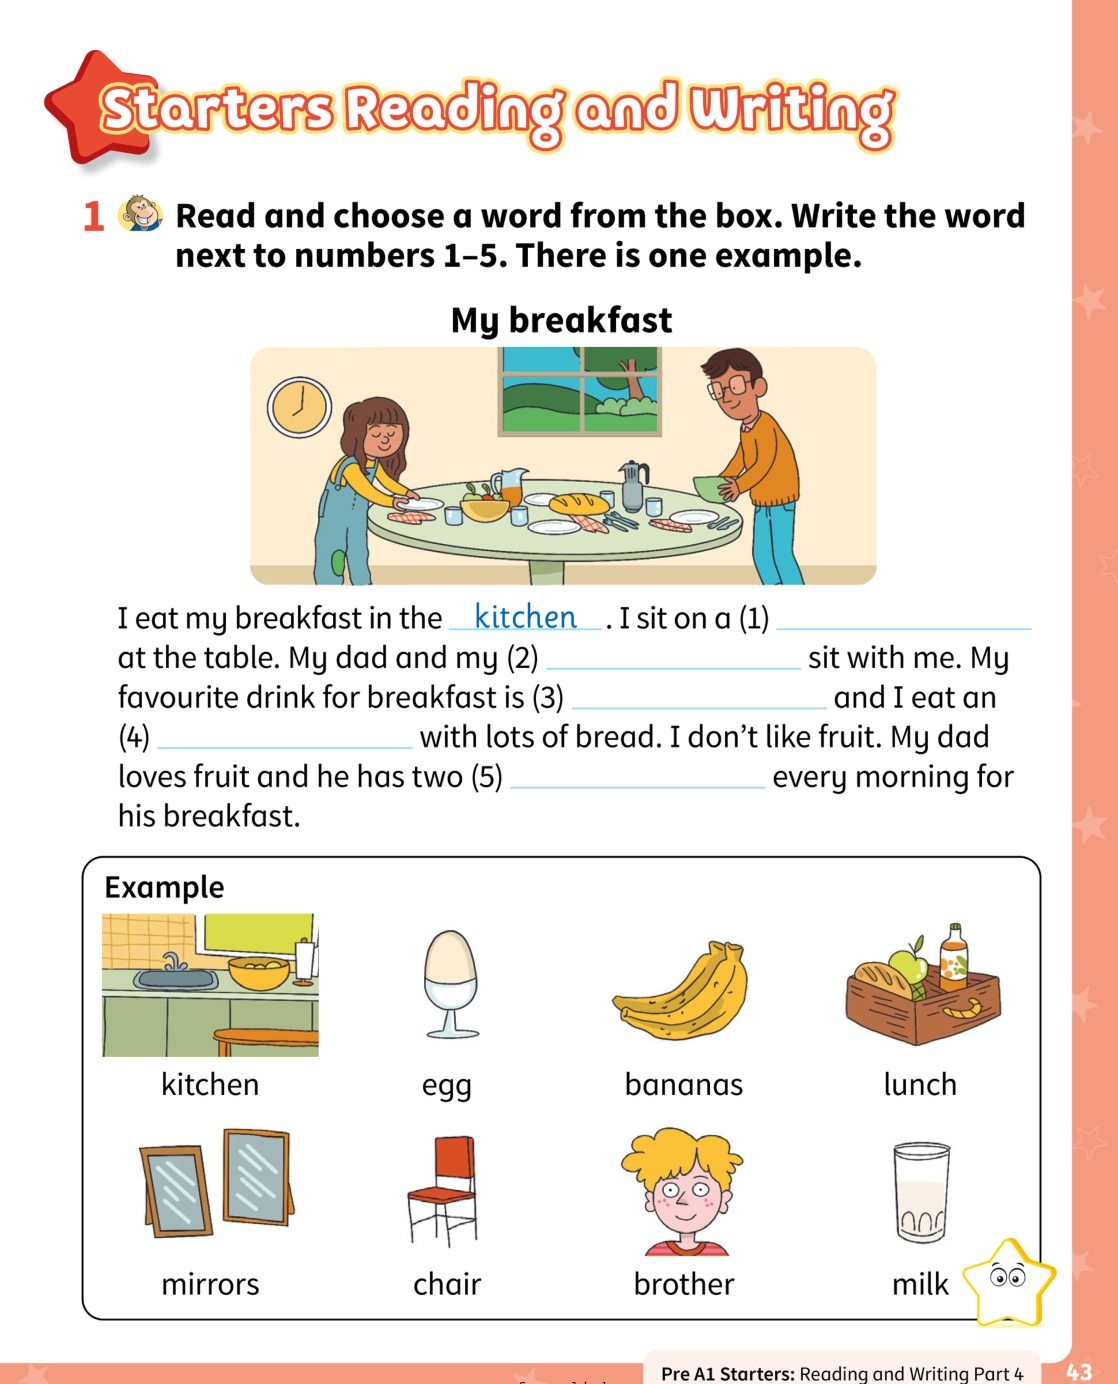 Starters Reading and Writing
1 Read and choose a word from the box. Write the word
next to numbers 1–5. There is one example.
My breakfast
I eat my breakfast in the kitchen . I sit on a (1)
at the table. My dad and my (2) sit with me. My
favourite drink for breakfast is (3) and I eat an
(4) with lots of bread. I don’t like fruit. My dad
loves fruit and he has two (5) every morning for
his breakfast.
Example
kitchen egg bananas lunch
mirrors chair brother milk
Pre A1 Starters: Reading and Writing Part 4 43